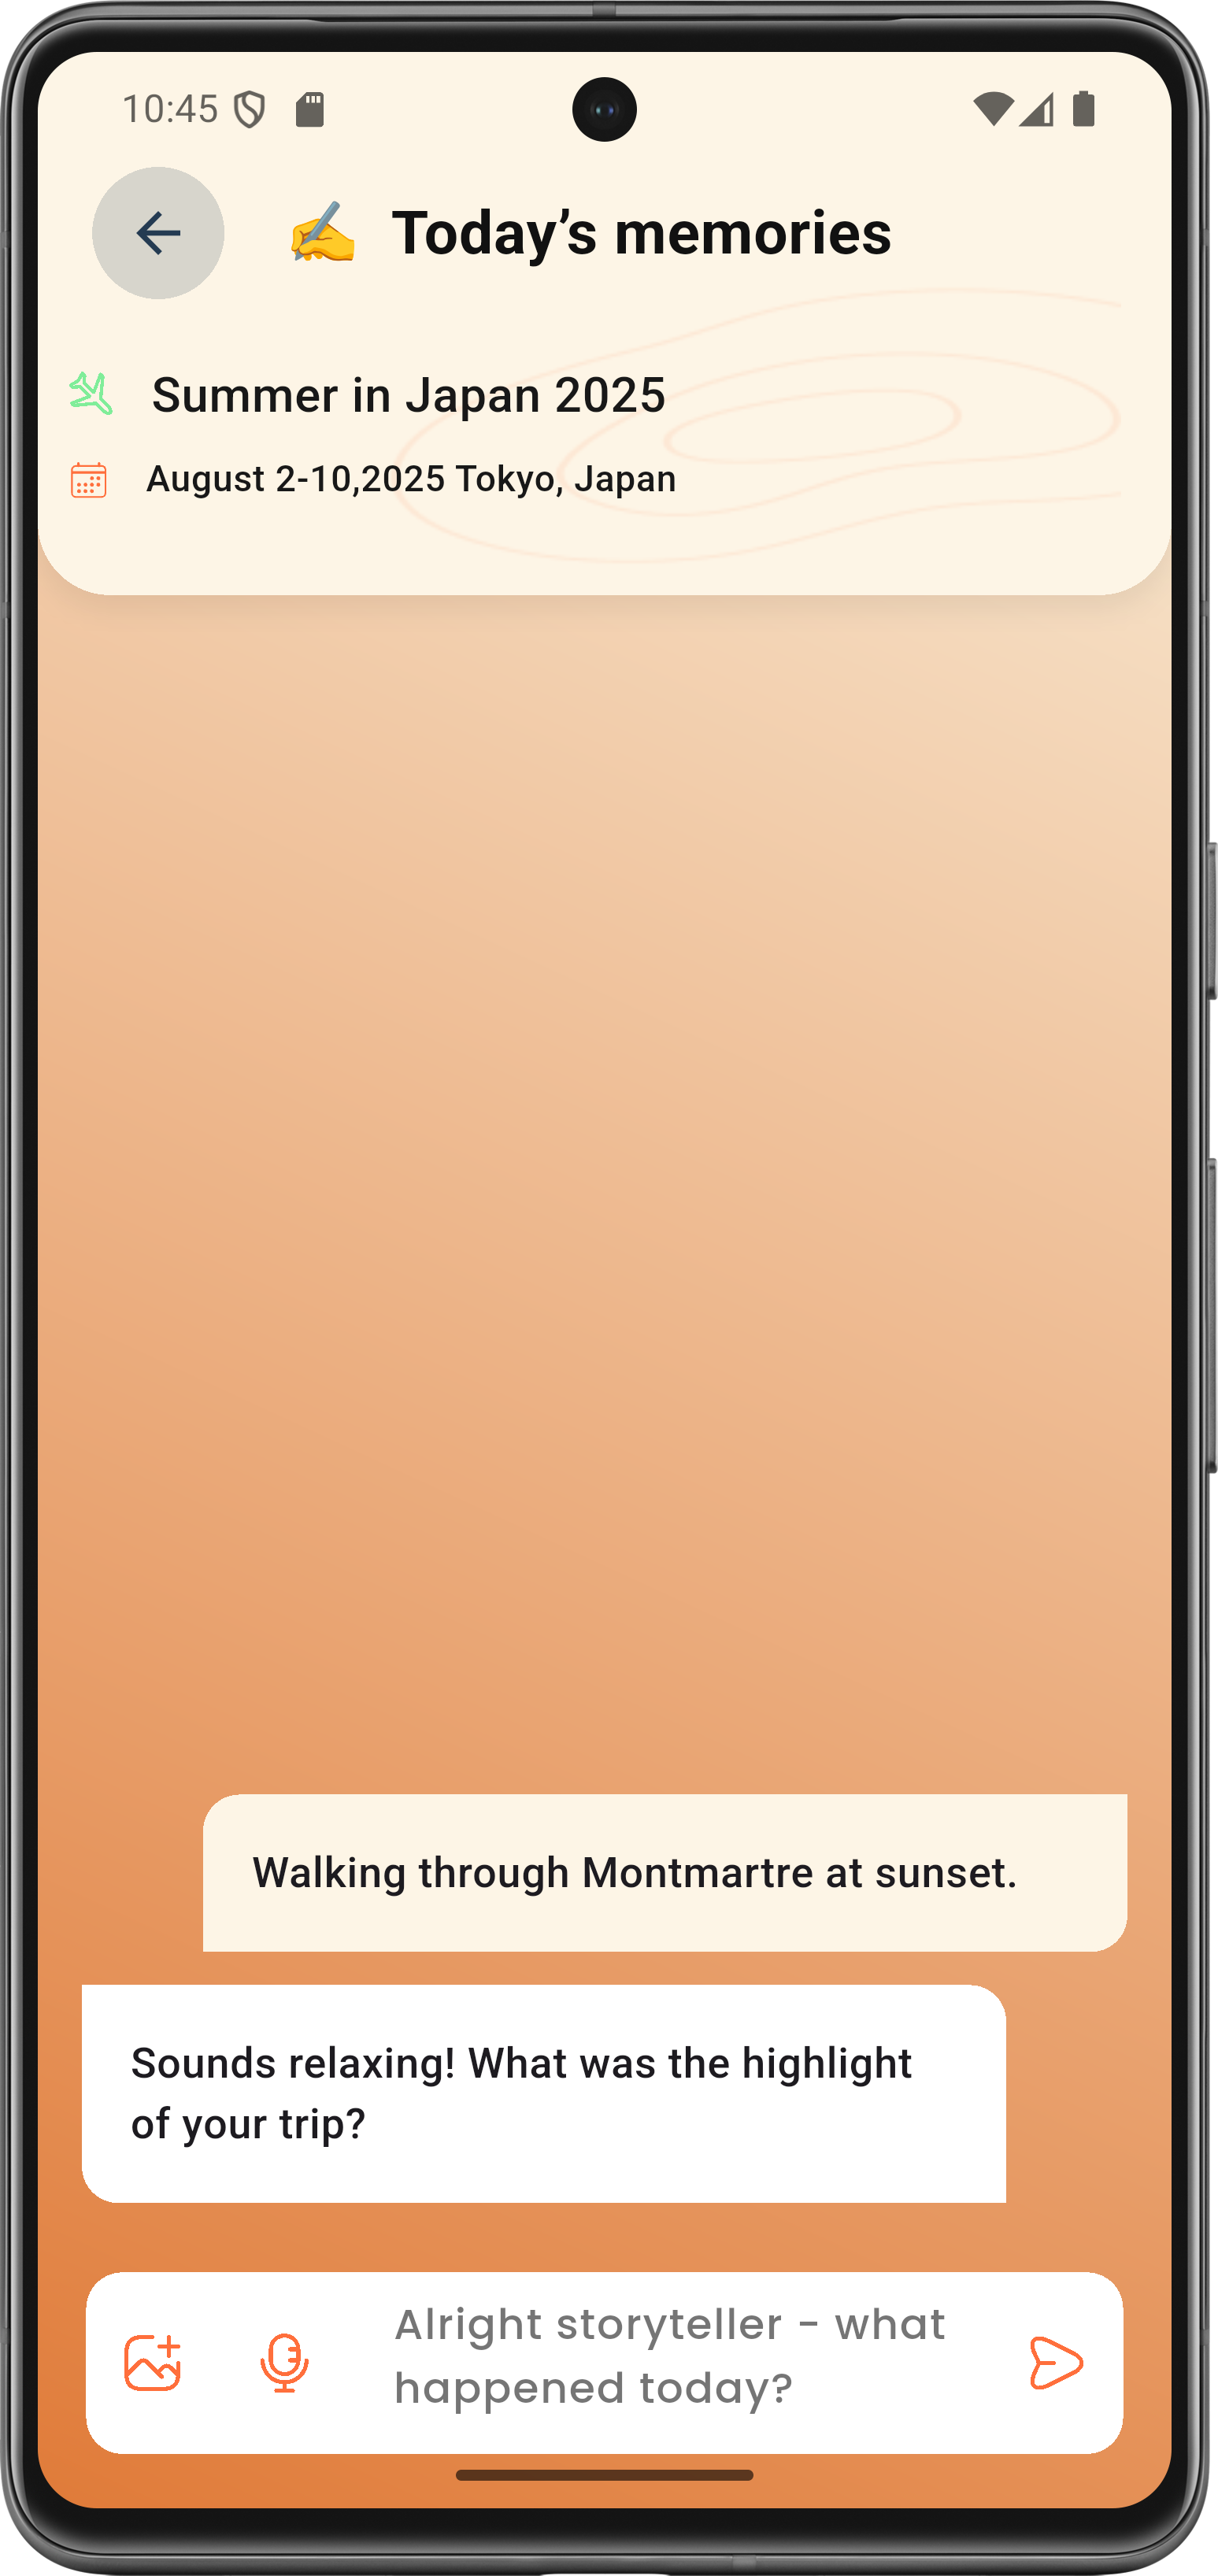 10:45
✍️ Today’s memories
Summer in Japan 2025
August 2-10,2025 Tokyo, Japan
Walking through Montmartre at sunset.
Sounds relaxing! What was the highlight
of your trip?
Alright storyteller - what
happened today?